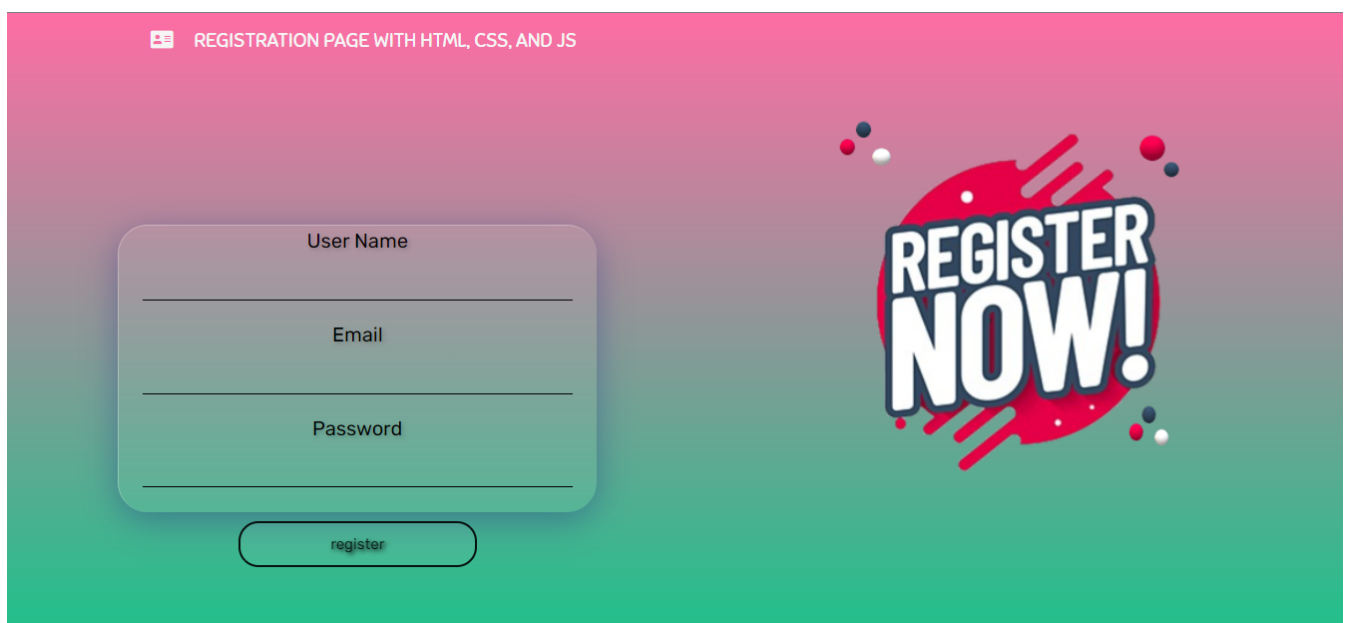 REGISTRATION PAGE WITH HTML, CSS, AND JS
User Name
Email
Password
register
REGISTER
NOW!